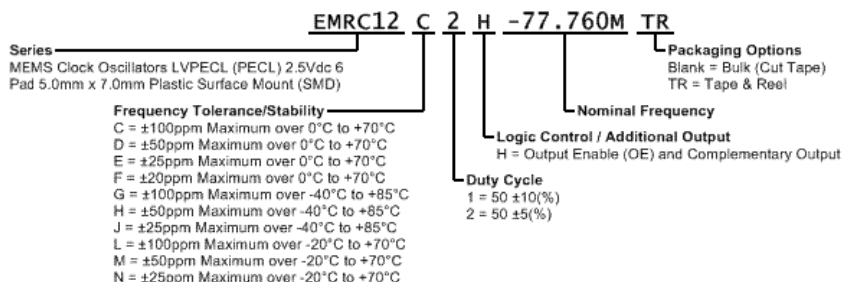 EMRC12 C 2 H -77.760M TR
Series
MEMS Clock Oscillators LVPECL (PECL) 2.5Vdc 6
Pad 5.0mm x 7.0mm Plastic Surface Mount (SMD)
Packaging Options
Blank = Bulk (Cut Tape)
TR = Tape & Reel
Frequency Tolerance/Stability
C = ±100ppm Maximum over 0°C to +70°C
D = ±50ppm Maximum over 0°C to +70°C
E = ±25ppm Maximum over 0°C to +70°C
F = ±20ppm Maximum over 0°C to +70°C
G = ±100ppm Maximum over -40°C to +85°C
H = ±50ppm Maximum over -40°C to +85°C
J = ±25ppm Maximum over -40°C to +85°C
L = ±100ppm Maximum over -20°C to +70°C
M = ±50ppm Maximum over -20°C to +70°C
N = ±25ppm Maximum over -20°C to +70°C
Nominal Frequency
Logic Control / Additional Output
H = Output Enable (OE) and Complementary Output
Duty Cycle
1 = 50 ±10(%)
2 = 50 ±5(%)